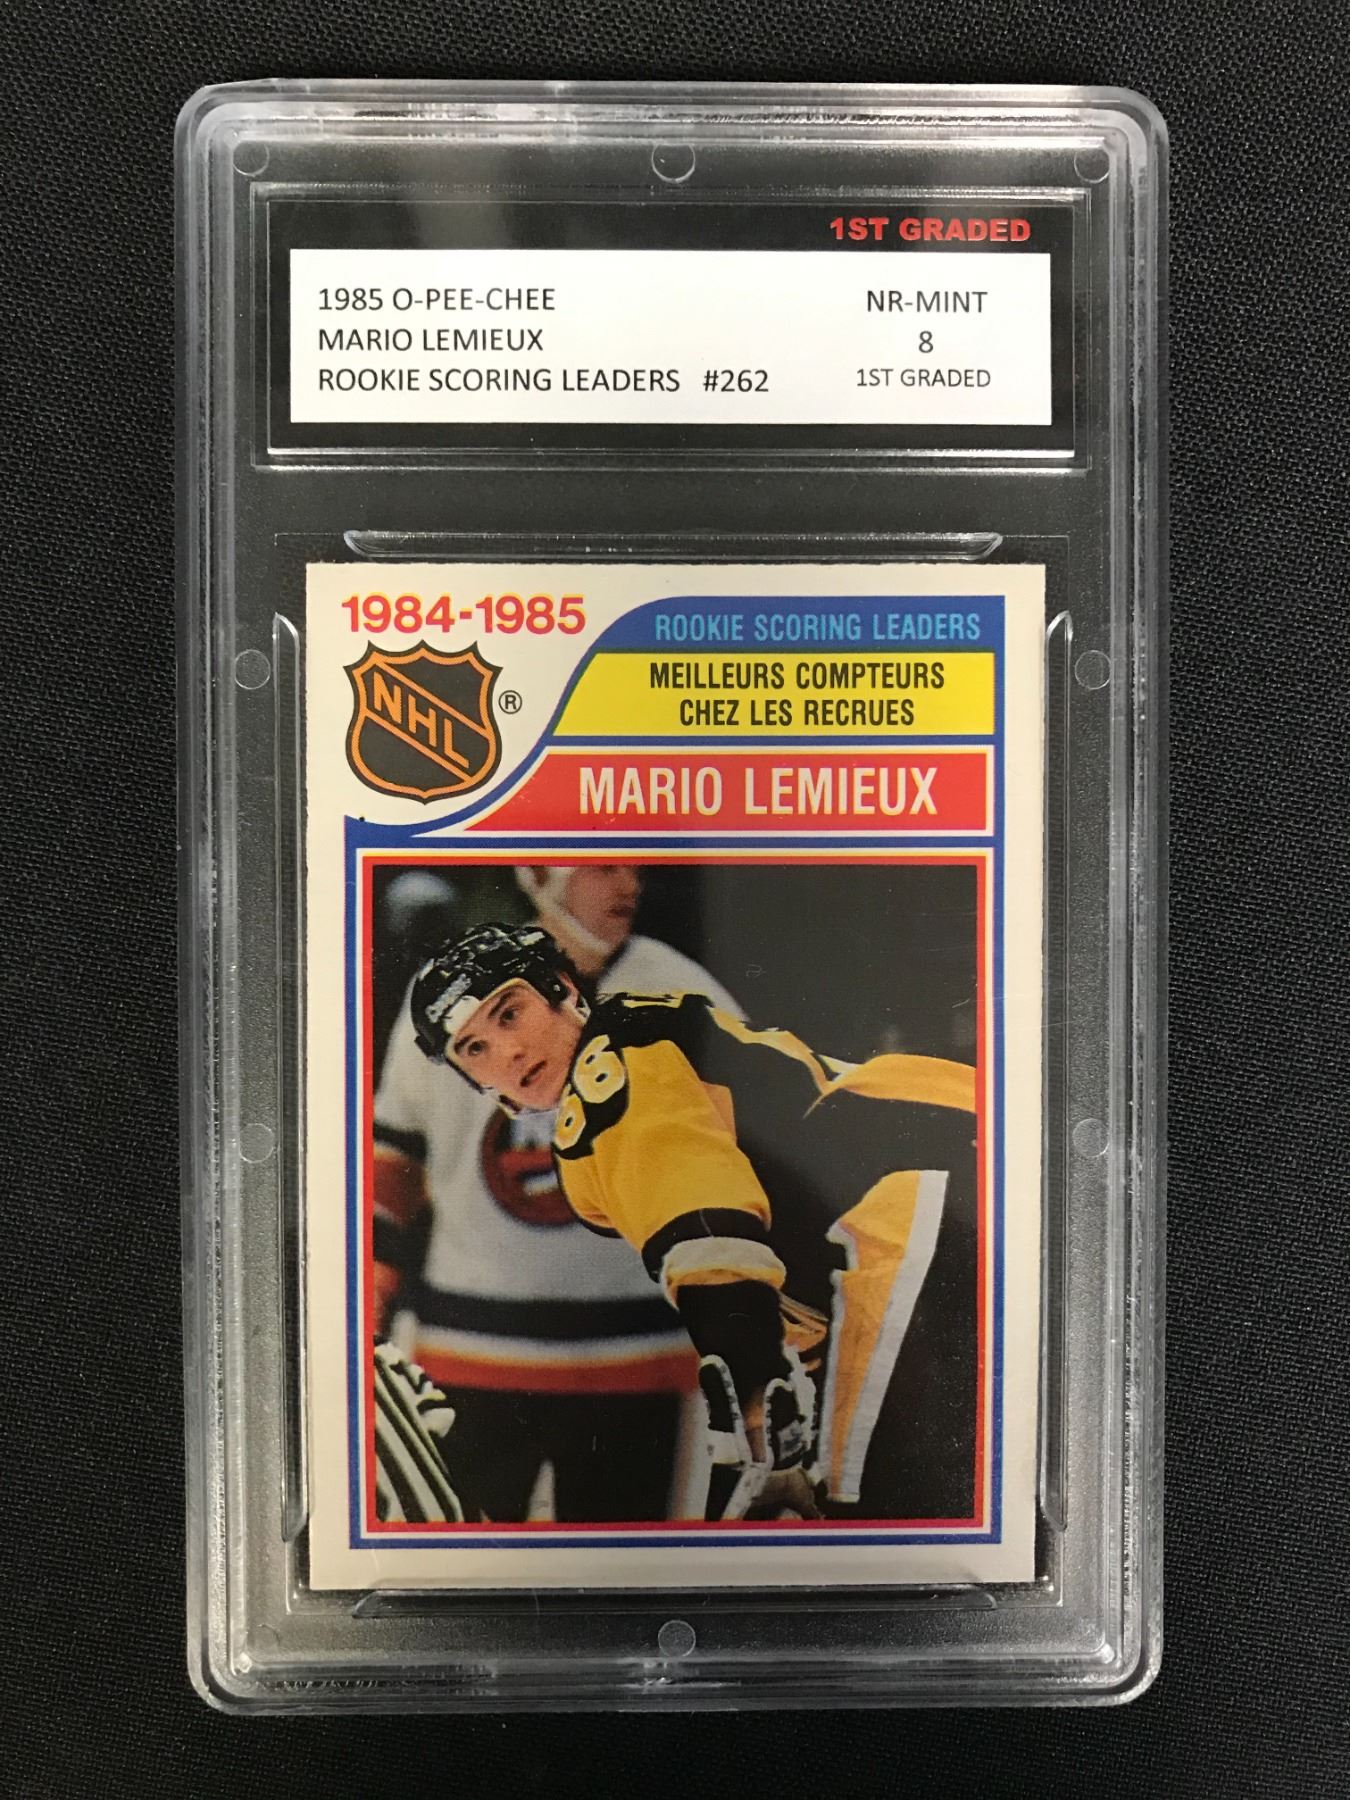 1ST GRADED
1985 O-PEE-CHEE
MARIO LEMIEUX
ROOKIE SCORING LEADERS #262
NR-MINT
8
1ST GRADED
1984-1985
NHL
®
ROOKIE SCORING LEADERS
MEILLEURS COMPTEURS
CHEZ LES RECRUES
MARIO LEMIEUX
66